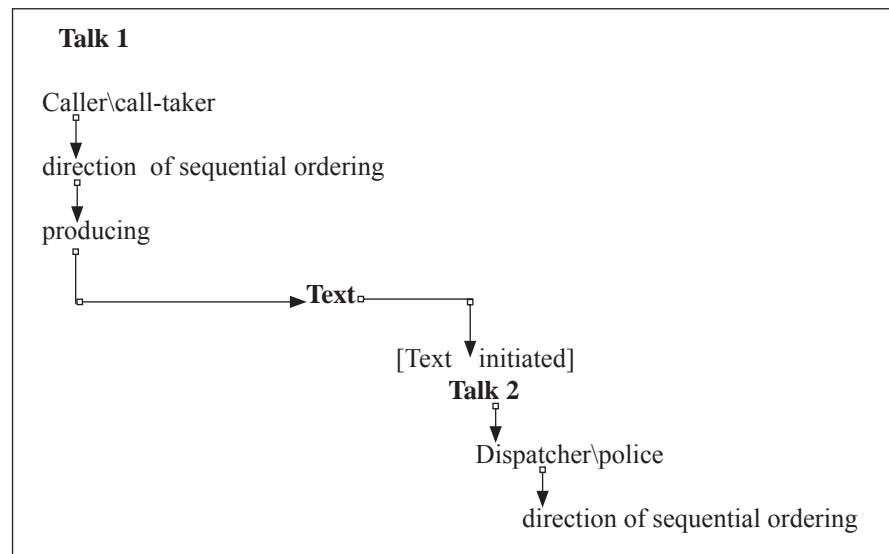 Talk 1
Caller\call-taker
direction of sequential ordering
producing
Text
[Text initiated]
Talk 2
Dispatcher\police
direction of sequential ordering